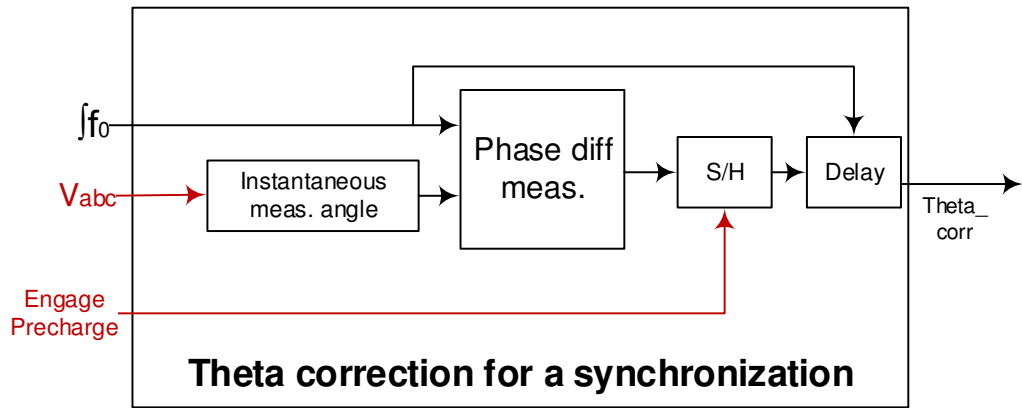 ∫f₀
Vabc
Instantaneous
meas. angle
Phase diff
meas.
S/H
Delay
Theta_
corr
Engage
Precharge
Theta correction for a synchronization